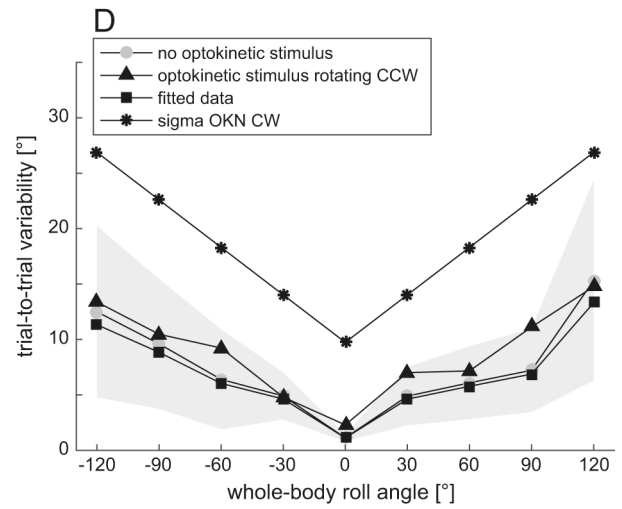 D
no optokinetic stimulus
optokinetic stimulus rotating CCW
fitted data
sigma OKN CW
trial-to-trial variability [°]
30
20
10
0
-120 -90 -60 -30 0 30 60 90 120
whole-body roll angle [°]